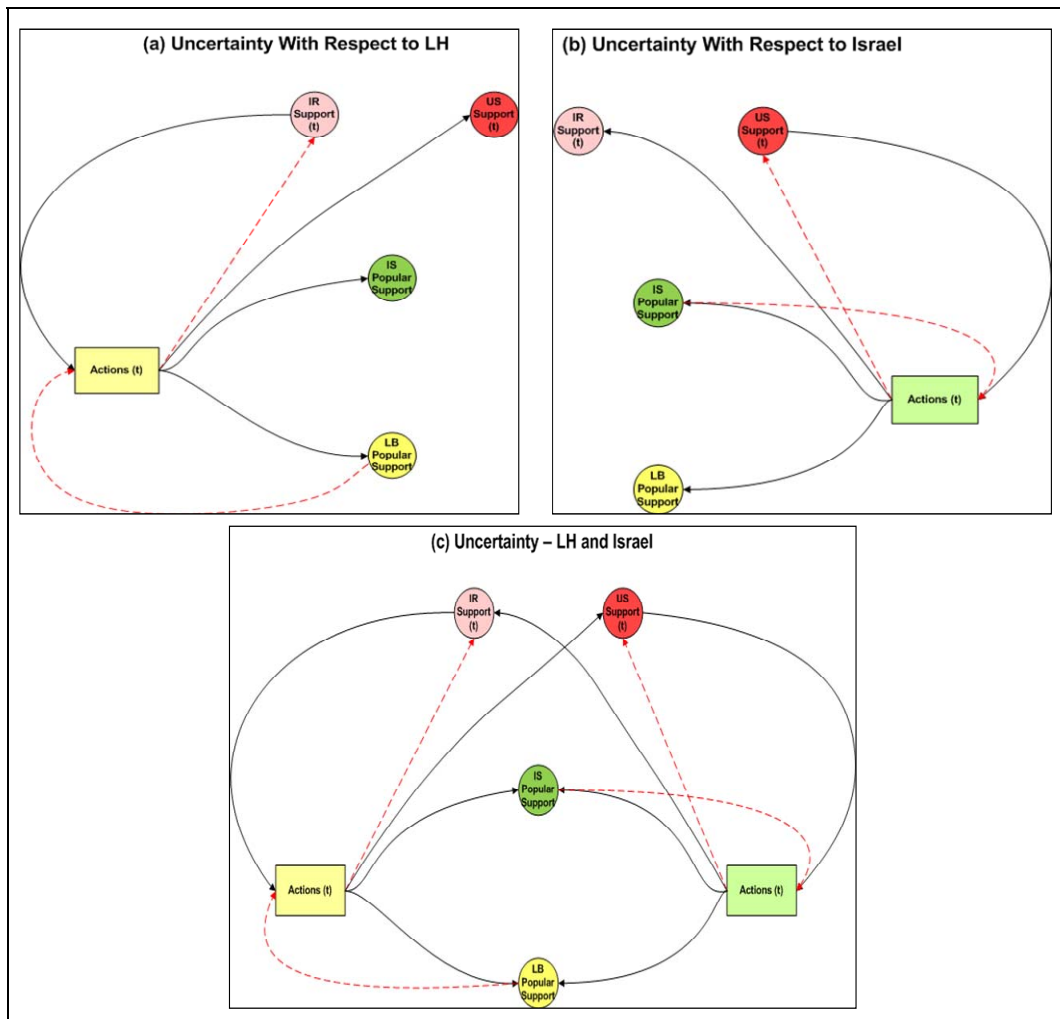 (a) Uncertainty With Respect to LH
IR
Support
(t)
US
Support
(t)
IS
Popular
Support
Actions (t)
LB
Popular
Support
(b) Uncertainty With Respect to Israel
IR
Support
(t)
US
Support
(t)
IS
Popular
Support
Actions (t)
LB
Popular
Support
(c) Uncertainty – LH and Israel
IR
Support
(t)
US
Support
(t)
IS
Popular
Support
Actions (t)
Actions (t)
LB
Popular
Support